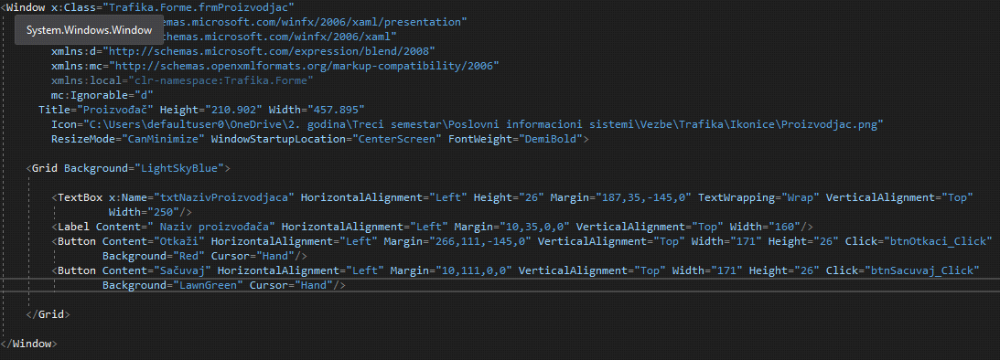 <Window x:Class="Trafika.Forme.frmProizvodjac"
schemas.microsoft.com/winfx/2006/xaml/presentation"
System.Windows.Window
schemas.microsoft.com/winfx/2006/xaml"
xmlns:d="http://schemas.microsoft.com/expression/blend/2008"
xmlns:mc="http://schemas.openxmlformats.org/markup-compatibility/2006"
xmlns:local="clr-namespace:Trafika.Forme"
mc:Ignorable="d"
Title="Proizvođač" Height="210.902" Width="457.895"
Icon="C:\Users\defaultuser0\OneDrive\2. godina\Treci semestar\Poslovni informacioni sistemi\Vezbe\Trafika\Ikonice\Proizvodjac.png"
ResizeMode="CanMinimize" WindowStartupLocation="CenterScreen" FontWeight="DemiBold">
<Grid Background="LightSkyBlue">
<TextBox x:Name="txtNazivProizvodjaca" HorizontalAlignment="Left" Height="26" Margin="187,35,-145,0" TextWrapping="Wrap" VerticalAlignment="Top"
Width="250"/>
<Label Content=" Naziv proizvođača" HorizontalAlignment="Left" Margin="10,35,0,0" VerticalAlignment="Top" Width="160"/>
<Button Content="Otkaži" HorizontalAlignment="Left" Margin="266,111,-145,0" VerticalAlignment="Top" Width="171" Height="26" Click="btnOtkaci_Click"
Background="Red" Cursor="Hand"/>
<Button Content="Sačuvaj" HorizontalAlignment="Left" Margin="10,111,0,0" VerticalAlignment="Top" Width="171" Height="26" Click="btnSacuvaj_Click"
Background="LawnGreen" Cursor="Hand"/>
</Grid>
</Window>